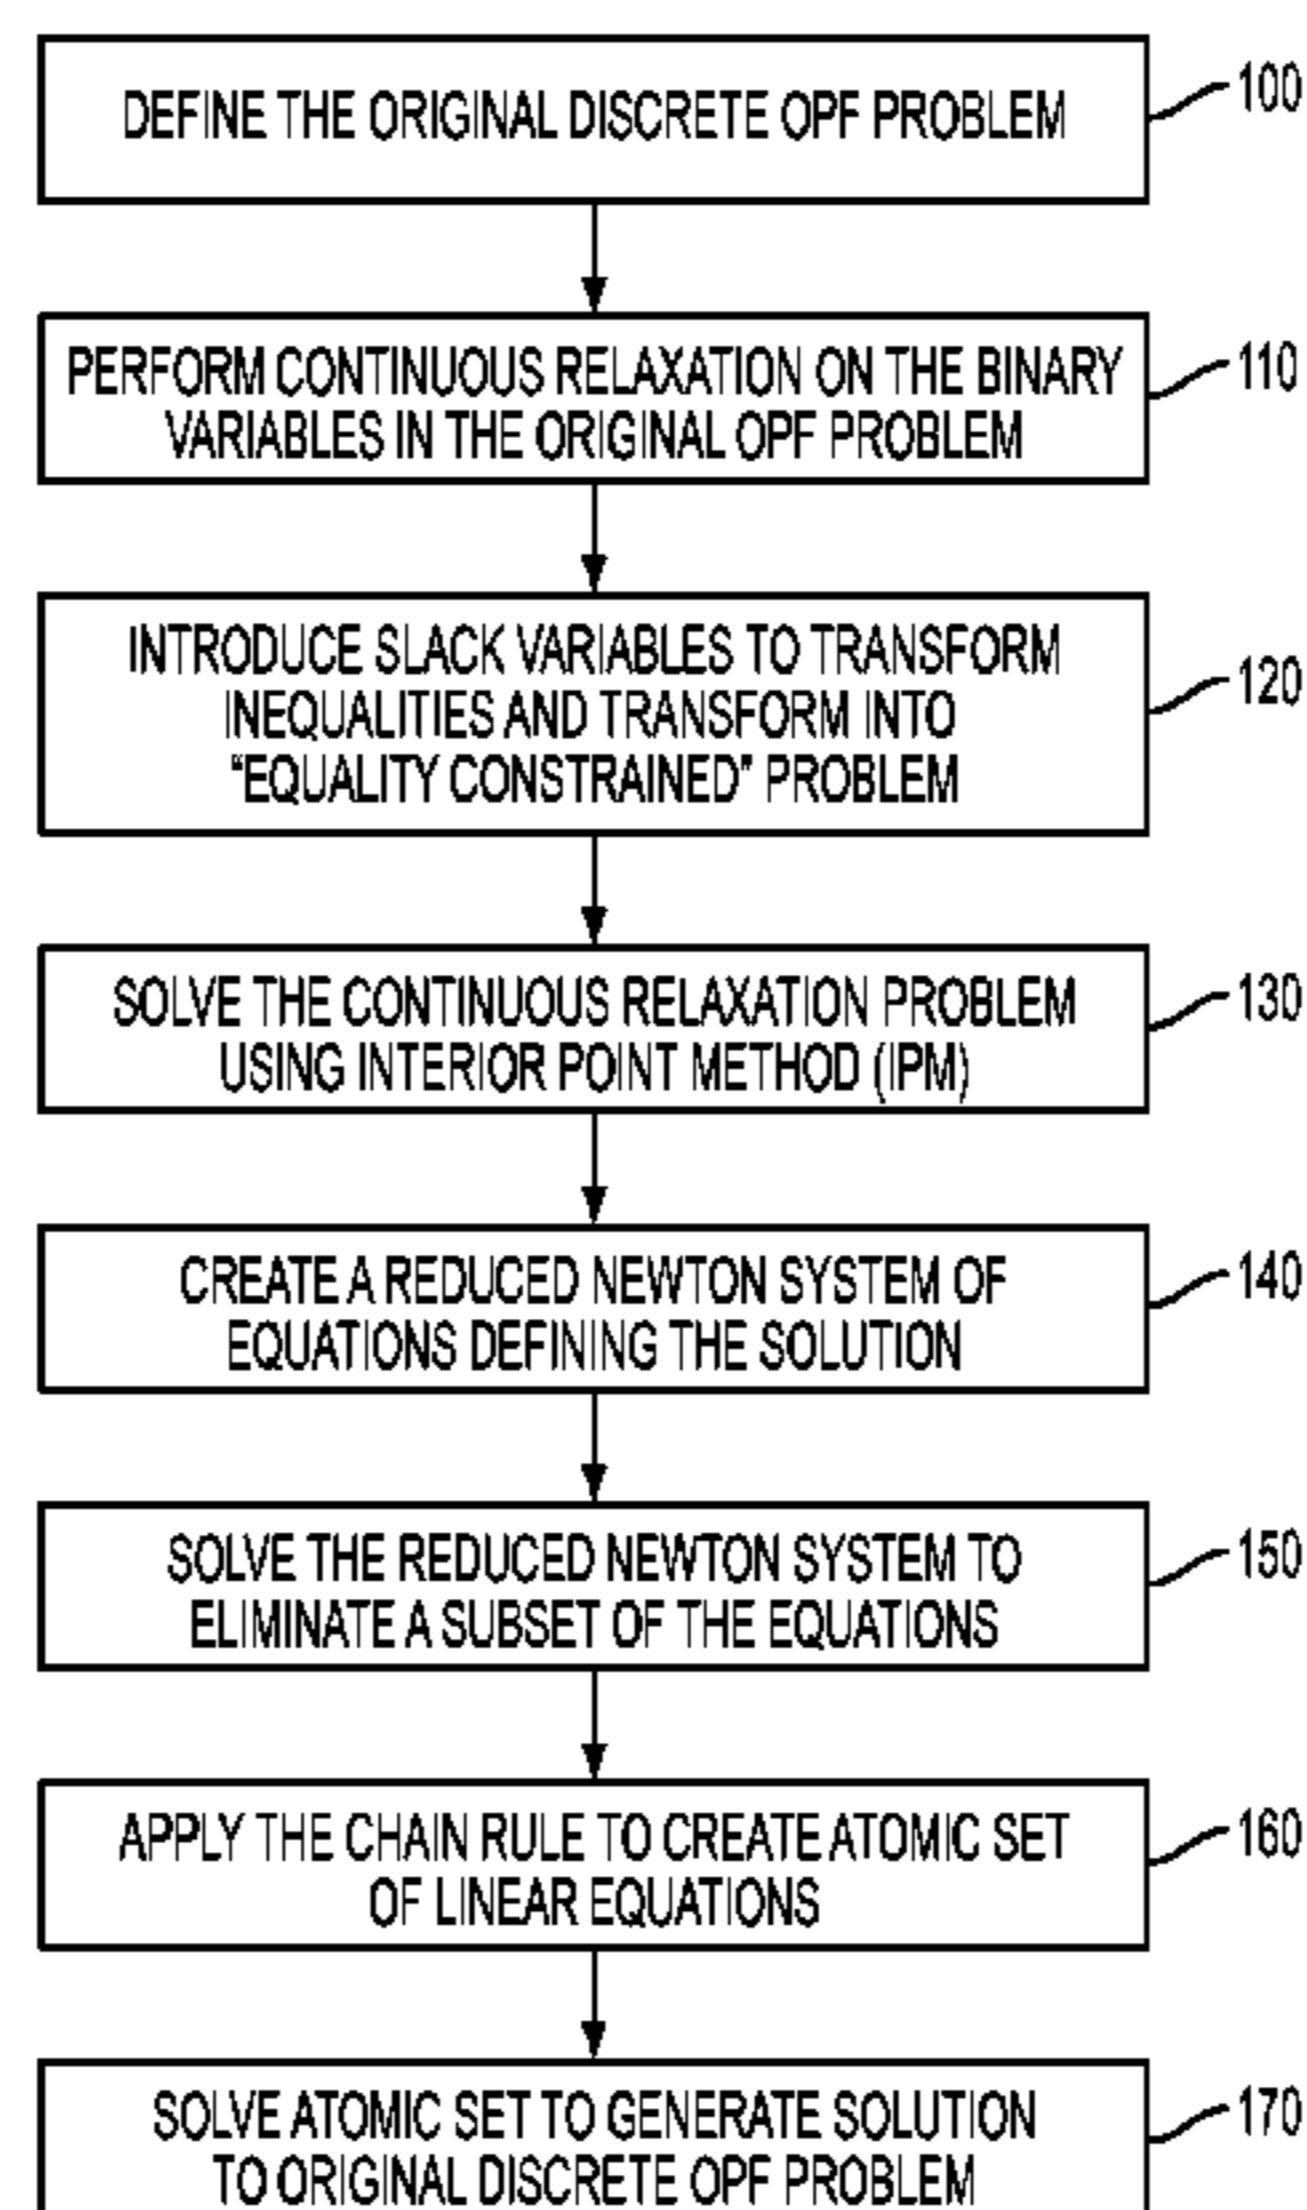 DEFINE THE ORIGINAL DISCRETE OPF PROBLEM
100
PERFORM CONTINUOUS RELAXATION ON THE BINARY
VARIABLES IN THE ORIGINAL OPF PROBLEM
110
INTRODUCE SLACK VARIABLES TO TRANSFORM
INEQUALITIES AND TRANSFORM INTO
“EQUALITY CONSTRAINED” PROBLEM
120
SOLVE THE CONTINUOUS RELAXATION PROBLEM
USING INTERIOR POINT METHOD (IPM)
130
CREATE A REDUCED NEWTON SYSTEM OF
EQUATIONS DEFINING THE SOLUTION
140
SOLVE THE REDUCED NEWTON SYSTEM TO
ELIMINATE A SUBSET OF THE EQUATIONS
150
APPLY THE CHAIN RULE TO CREATE ATOMIC SET
OF LINEAR EQUATIONS
160
SOLVE ATOMIC SET TO GENERATE SOLUTION
TO ORIGINAL DISCRETE OPF PROBLEM
170